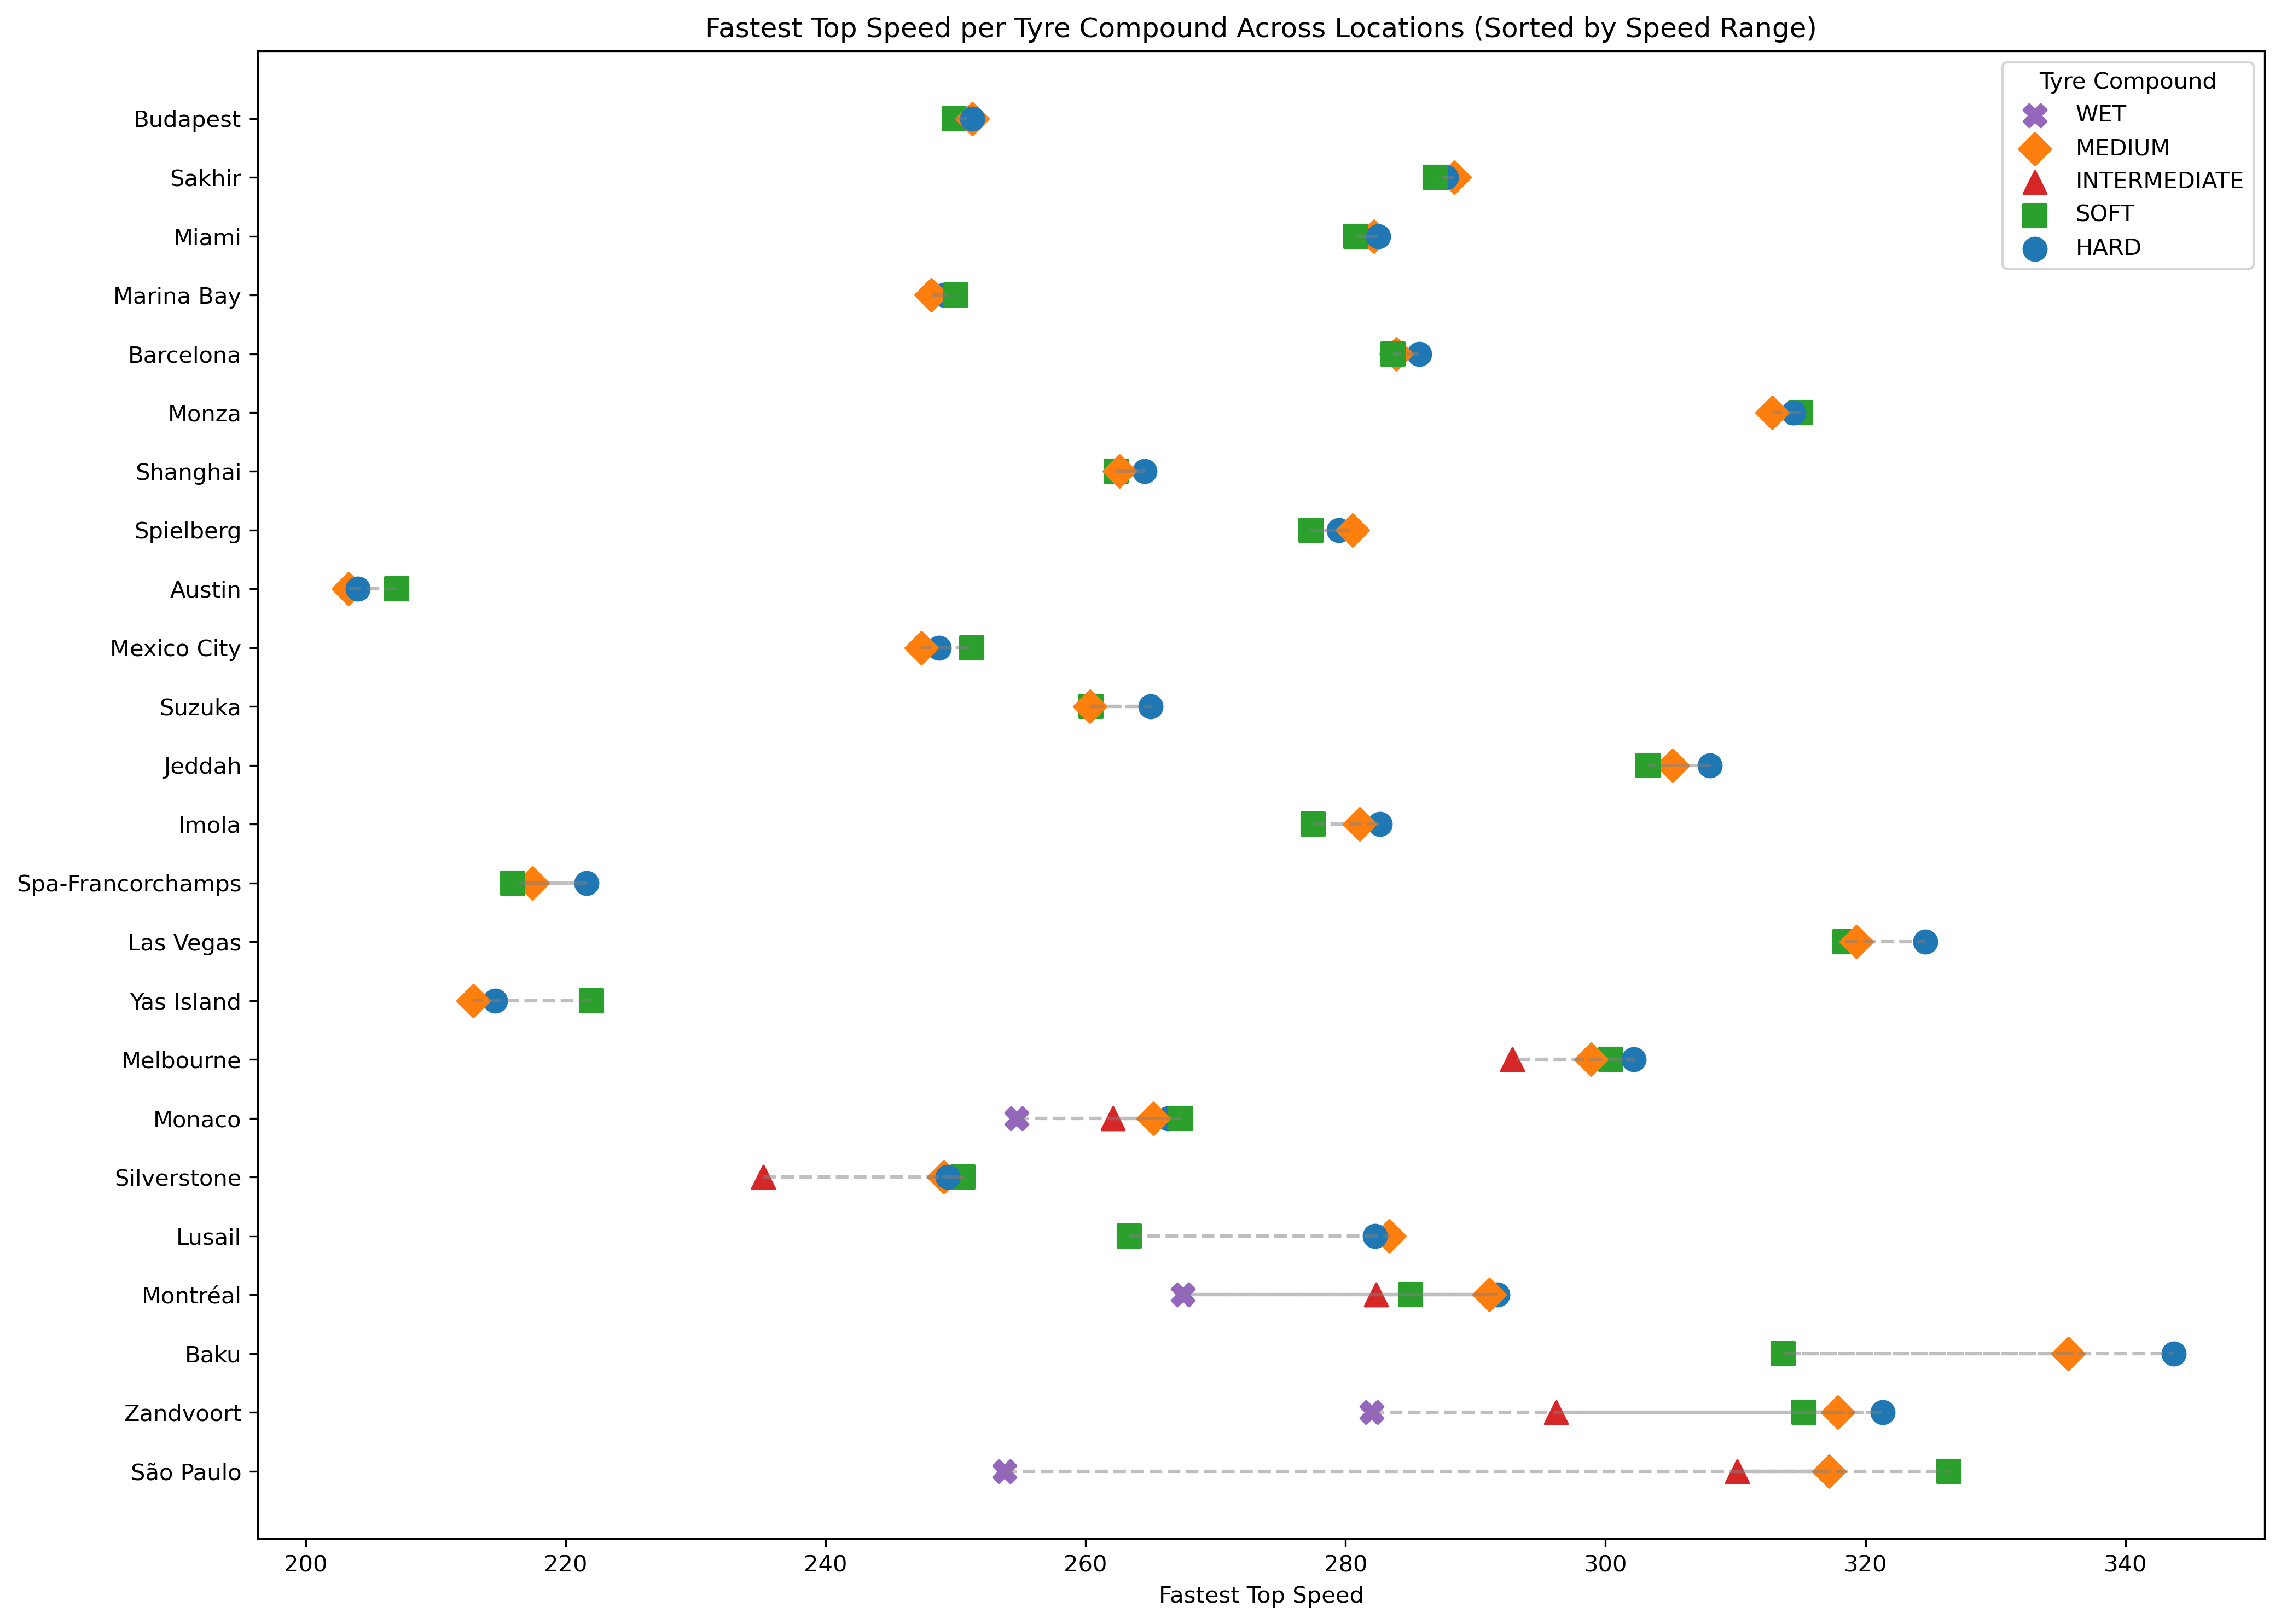 Fastest Top Speed per Tyre Compound Across Locations (Sorted by Speed Range)
Tyre Compound
WET
MEDIUM
INTERMEDIATE
SOFT
HARD
Budapest
Sakhir
Miami
Marina Bay
Barcelona
Monza
Shanghai
Spielberg
Austin
Mexico City
Suzuka
Jeddah
Imola
Spa-Francorchamps
Las Vegas
Yas Island
Melbourne
Monaco
Silverstone
Lusail
Montréal
Baku
Zandvoort
São Paulo
200 220 240 260 280 300 320 340
Fastest Top Speed